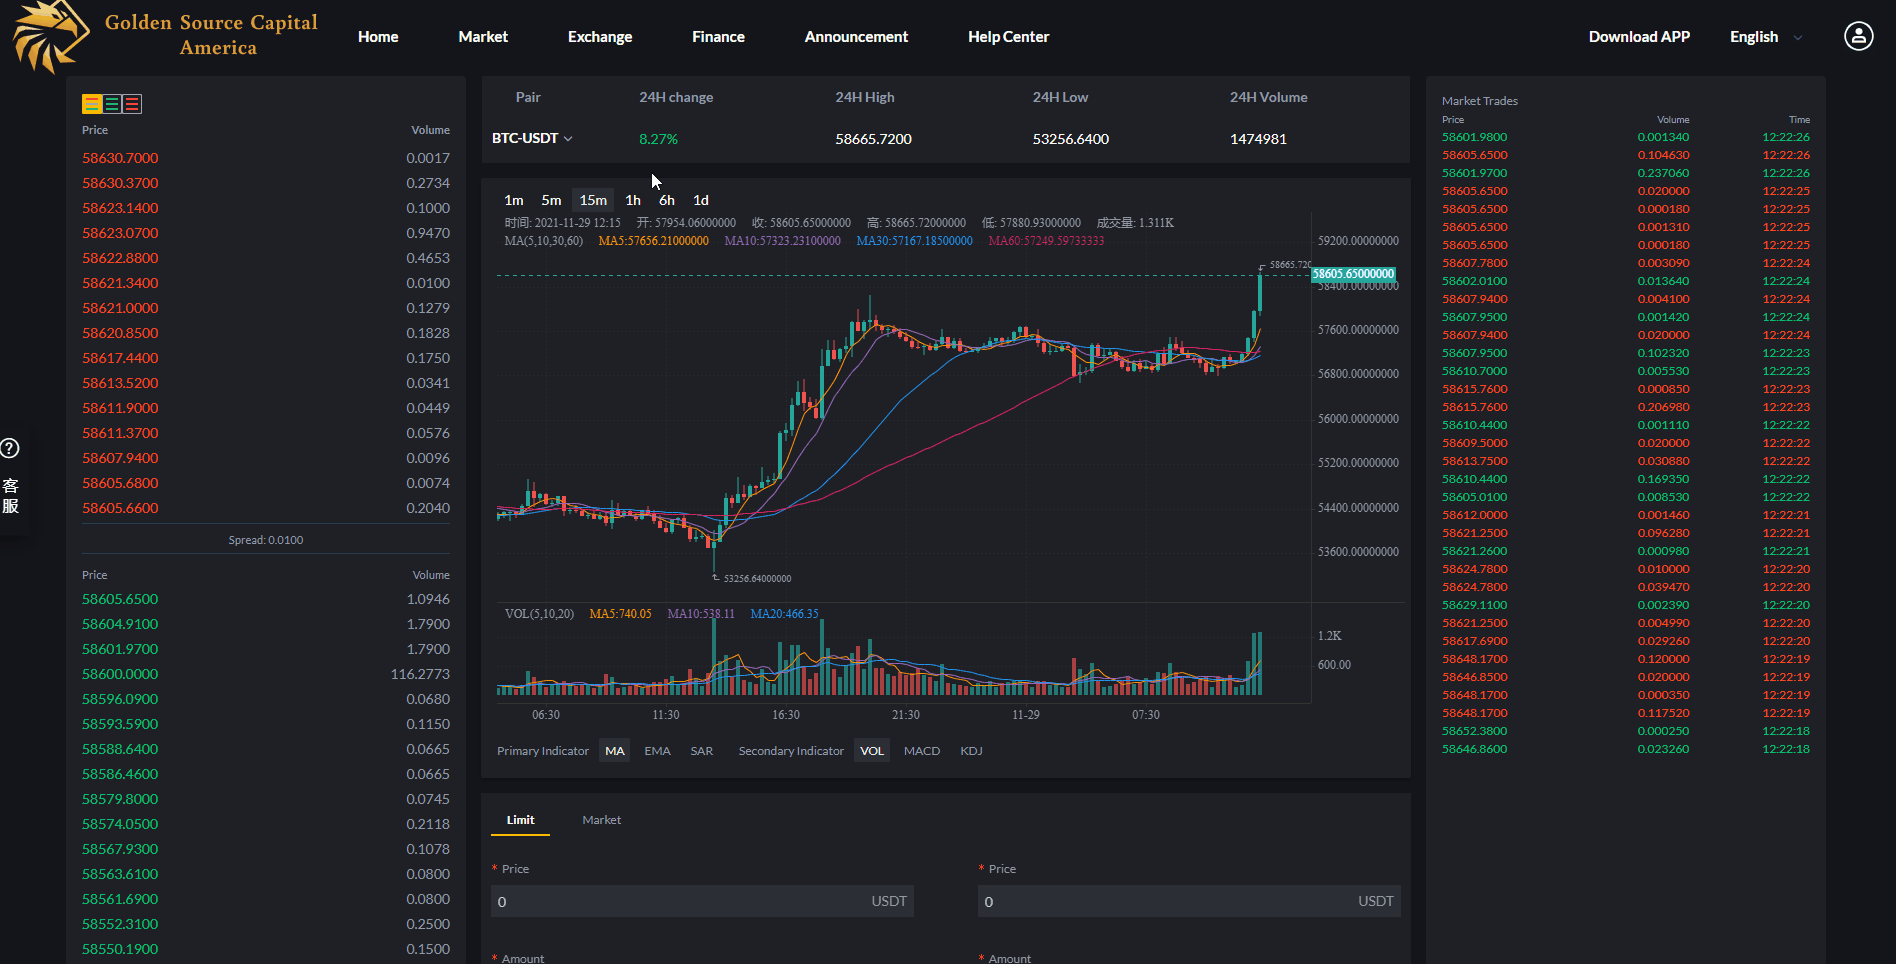 Golden Source Capital
America
Home Market Exchange Finance Announcement Help Center Download APP English
Price Volume
58630.7000 0.0017
58630.3700 0.2734
58623.1400 0.1000
58623.0700 0.9470
58622.8800 0.4653
58621.3400 0.0100
58621.0000 0.1279
58620.8500 0.1828
58617.4400 0.1750
58613.5200 0.0341
58611.9000 0.0449
58611.3700 0.0576
58607.9400 0.0096
58605.6800 0.0074
58605.6600 0.2040
Spread: 0.0100
Price Volume
58605.6500 1.0946
58604.9100 1.7900
58601.9700 1.7900
58600.0000 116.2773
58596.0900 0.0680
58593.5900 0.1150
58588.6400 0.0665
58586.4600 0.0665
58579.8000 0.0745
58574.0500 0.2118
58567.9300 0.1078
58563.6100 0.0800
58561.6900 0.0800
58552.3100 0.2500
58550.1900 0.1500
客
服
Pair 24H change 24H High 24H Low 24H Volume
BTC-USDT 8.27% 58665.7200 53256.6400 1474981
1m 5m 15m 1h 6h 1d
时间: 2021-11-29 12:15 开: 57954.06000000 收: 58605.65000000 高: 58665.72000000 低: 57880.93000000 成交量: 1.311K
MA(5,10,30,60) MA5:57656.21000000 MA10:57323.23100000 MA30:57167.18500000 MA60:57249.59733333
59200.00000000
58665.720
58605.65000000
58400.00000000
57600.00000000
56800.00000000
56000.00000000
55200.00000000
54400.00000000
53600.00000000
53256.64000000
VOL(5,10,20) MA5:740.05 MA10:538.11 MA20:466.35
1.2K
600.00
06:30 11:30 16:30 21:30 11-29 07:30
Primary Indicator MA EMA SAR Secondary Indicator VOL MACD KDJ
Limit Market
* Price * Price
0 USDT 0 USDT
* Amount * Amount
Market Trades
Price Volume Time
58601.9800 0.001340 12:22:26
58605.6500 0.104630 12:22:26
58601.9700 0.237060 12:22:26
58605.6500 0.020000 12:22:25
58605.6500 0.000180 12:22:25
58605.6500 0.001310 12:22:25
58605.6500 0.000180 12:22:25
58607.7800 0.003090 12:22:24
58602.0100 0.013640 12:22:24
58607.9400 0.004100 12:22:24
58607.9500 0.001420 12:22:24
58607.9400 0.020000 12:22:24
58607.9500 0.102320 12:22:23
58610.7000 0.005530 12:22:23
58615.7600 0.000850 12:22:23
58615.7600 0.206980 12:22:23
58610.4400 0.001110 12:22:22
58609.5000 0.020000 12:22:22
58613.7500 0.030880 12:22:22
58610.4400 0.169350 12:22:22
58605.0100 0.008530 12:22:22
58612.0000 0.001460 12:22:21
58621.2500 0.096280 12:22:21
58621.2600 0.000980 12:22:21
58624.7800 0.010000 12:22:20
58624.7800 0.039470 12:22:20
58629.1100 0.002390 12:22:20
58621.2500 0.004990 12:22:20
58617.6900 0.029260 12:22:20
58648.1700 0.120000 12:22:19
58646.8500 0.020000 12:22:19
58648.1700 0.000350 12:22:19
58648.1700 0.117520 12:22:19
58652.3800 0.000250 12:22:18
58646.8600 0.023260 12:22:18